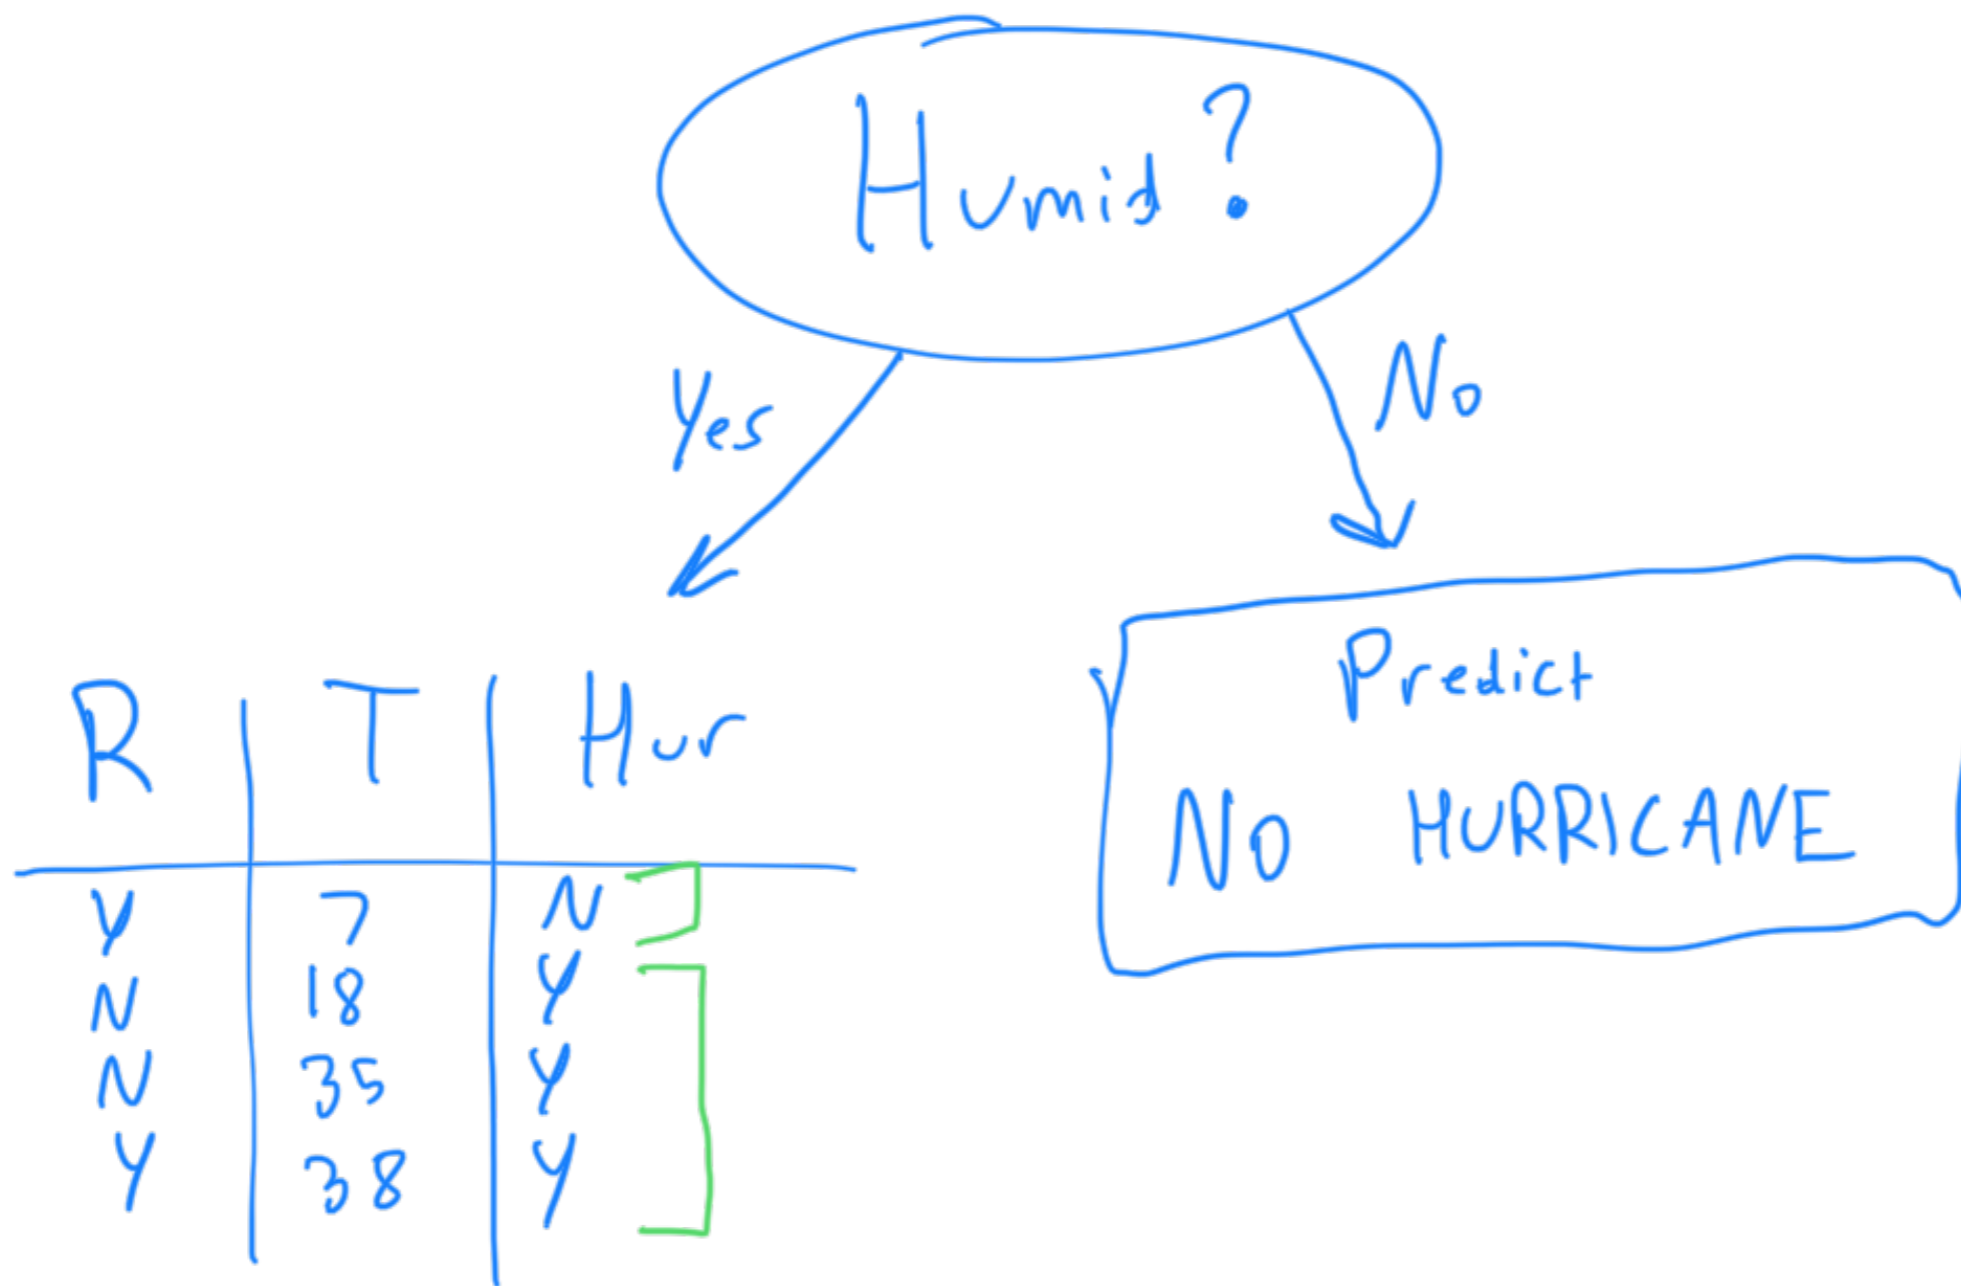 Humid?
Yes
No
R T Hur
Y 7 N
N 18 Y
N 35 Y
Y 38 Y
Predict
No HURRICANE